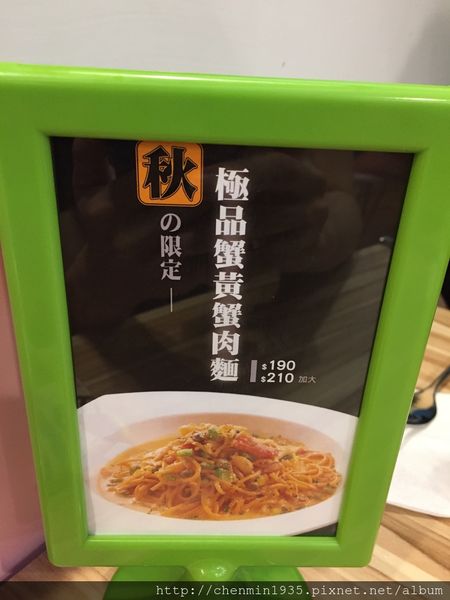 秋
の限定
極品蟹黃蟹肉麵
$190
$210 加大
http://chenmin1935.pixnet.net/album